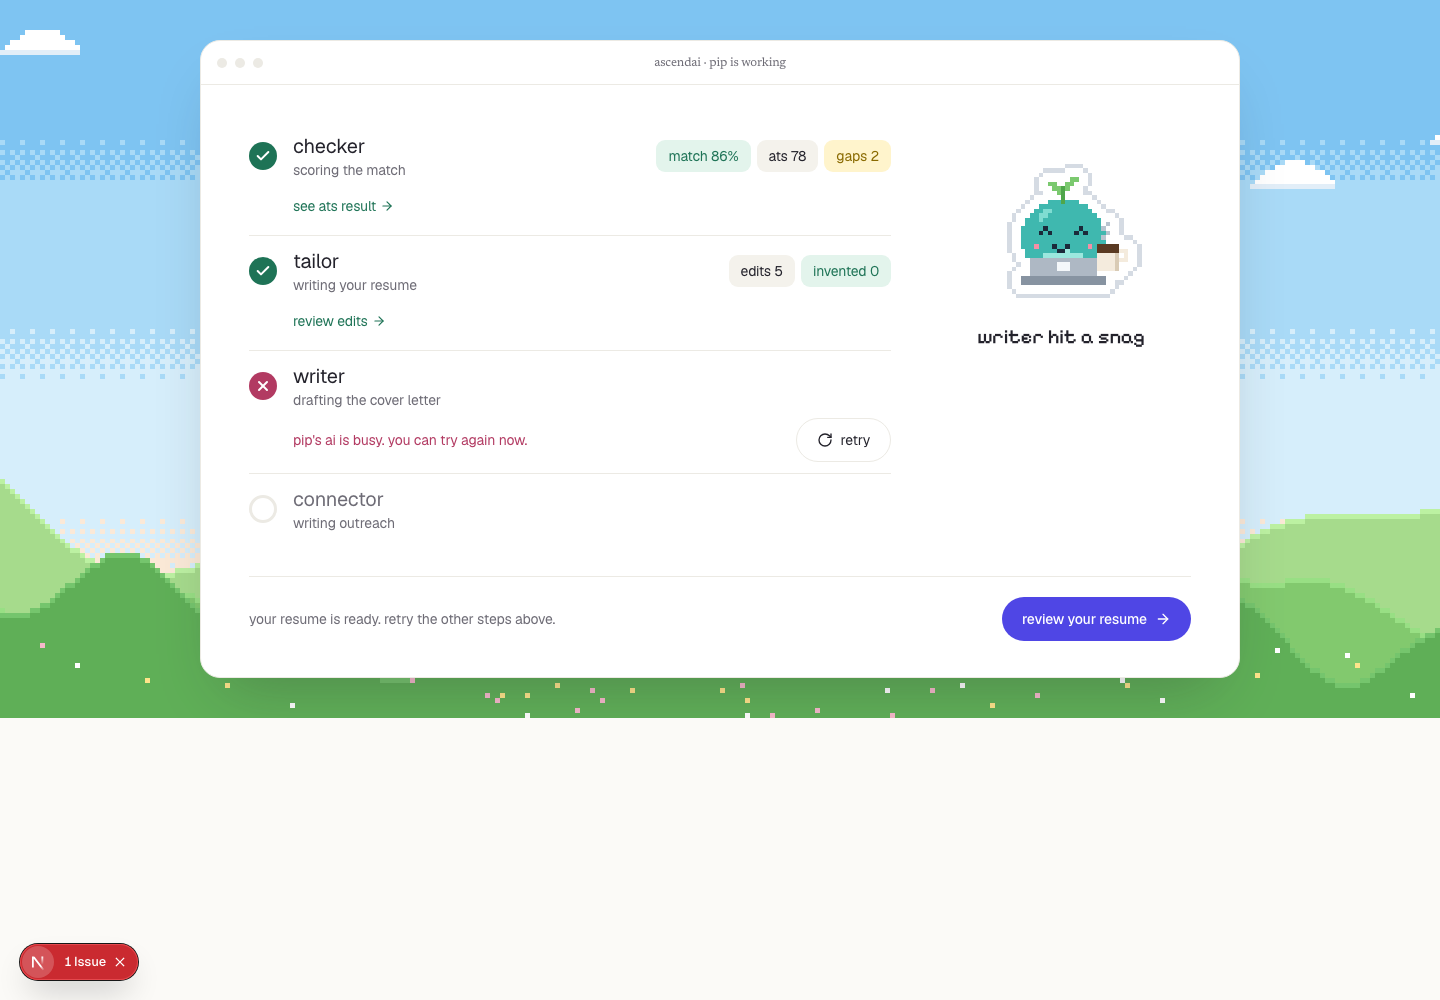 ascendai · pip is working
checker
scoring the match
match 86%
ats 78
gaps 2
see ats result →
tailor
writing your resume
edits 5
invented 0
review edits →
writer hit a snag
writer
drafting the cover letter
pip's ai is busy. you can try again now.
retry
connector
writing outreach
your resume is ready. retry the other steps above.
review your resume →
N
1 Issue